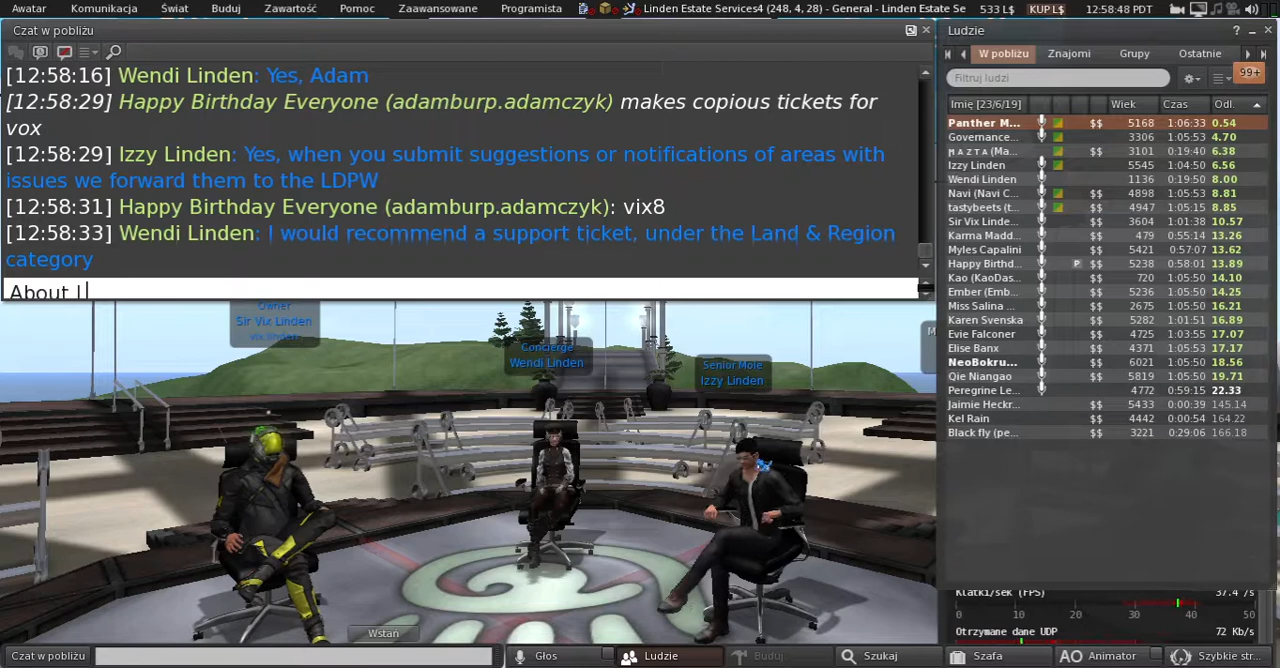 Awatar Komunikacja Świat Buduj Zawartość Pomoc Zaawansowane Programista Linden Estate Services4 (248, 4, 28) - General - Linden Estate Se 533 L$ KUP L$ 12:58:48 PDT
Czat w pobliżu
[12:58:16] Wendi Linden: Yes, Adam
[12:58:29] Happy Birthday Everyone (adamburp.adamczyk) makes copious tickets for
vox
[12:58:29] Izzy Linden: Yes, when you submit suggestions or notifications of areas with
issues we forward them to the LDPW
[12:58:31] Happy Birthday Everyone (adamburp.adamczyk): vix8
[12:58:33] Wendi Linden: I would recommend a support ticket, under the Land & Region
category
About l
Owner
Sir Vix Linden
vix.linden
Concierge
Wendi Linden
Senior Mole
Izzy Linden
M
Ludzie
W pobliżu Znajomi Grupy Ostatnie
Filtruj ludzi 99+
Imię [23/6/19] Wiek Czas Odl.
Panther M... $$ 5168 1:06:33 0.54
Governance... 3306 1:05:53 4.70
(Ma... $$ 3101 0:19:40 6.38
Izzy Linden 5545 1:04:50 6.56
Wendi Linden 1136 0:19:50 8.00
Navi (Navi C... $$ 4898 1:05:53 8.81
tastybeets (t... $$ 4947 1:05:15 8.85
Sir Vix Linde... 3604 1:01:38 10.57
Karma Madd... $$ 479 0:55:14 13.26
Myles Capalini $$ 5421 0:57:07 13.62
Happy Birthd... P $$ 5238 0:58:01 13.89
Kao (KaoDas... $$ 720 1:05:50 14.10
Ember (Emb... $$ 5236 1:05:50 14.25
Miss Salina ... $$ 2675 1:05:50 16.21
Karen Svenska $$ 5282 1:01:51 16.89
Evie Falconer $$ 4725 1:03:55 17.07
Elise Banx $$ 4371 1:05:53 17.17
NeoBokru... $$ 6021 1:05:50 18.56
Qie Niangao $$ 5819 1:05:50 19.71
Peregrine Le... 4772 0:59:15 22.33
Jaimie Heckr... $$ 5433 0:00:39 145.14
Kel Rain $$ 4442 0:00:54 164.22
Black fly (pe... $$ 3221 0:29:06 166.18
Klatki/sek (FPS) 37.4 /s
0 10 20 30 40 50
Otrzymane dane UDP 72 Kb/s
Wstań
Czat w pobliżu Głos Ludzie Buduj Szukaj Szafa AO Animator Szybkie str...